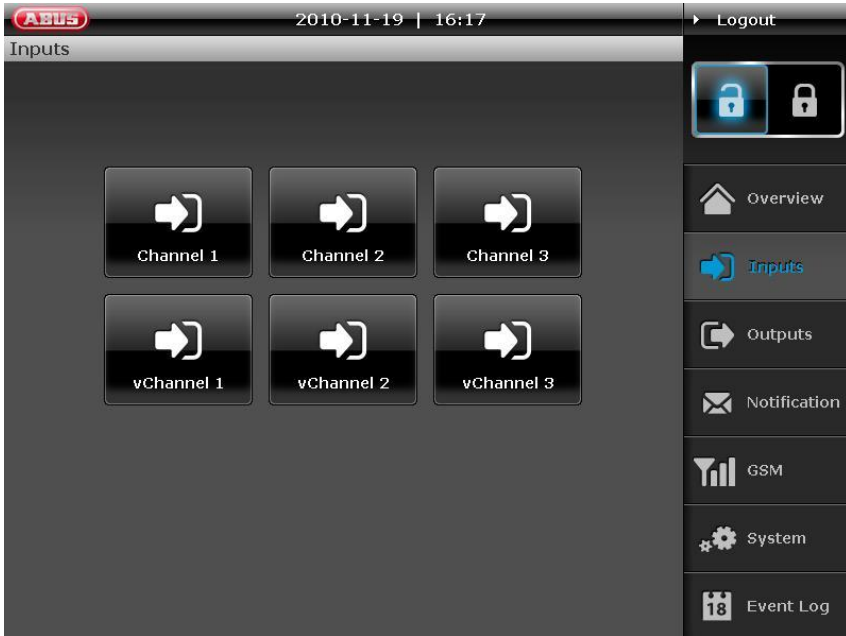 ABUS
2010-11-19 | 16:17
Logout
Inputs
Channel 1
Channel 2
Channel 3
vChannel 1
vChannel 2
vChannel 3
Overview
Inputs
Outputs
Notification
GSM
System
18
Event Log